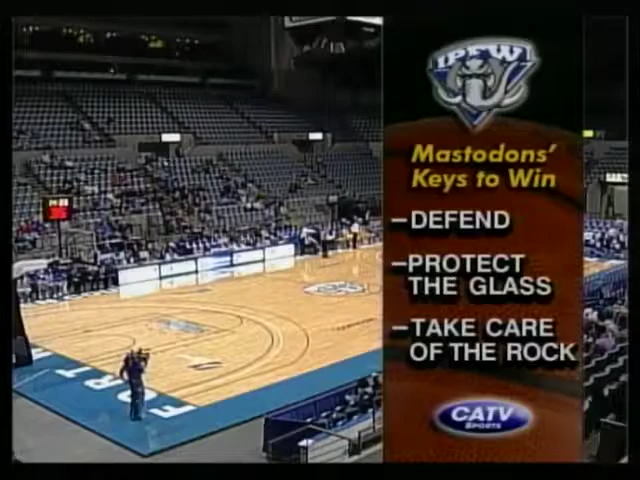 IPFW
Mastodons'
Keys to Win
–DEFEND
–PROTECT
THE GLASS
–TAKE CARE
OF THE ROCK
CATV
SPORTS
FORT